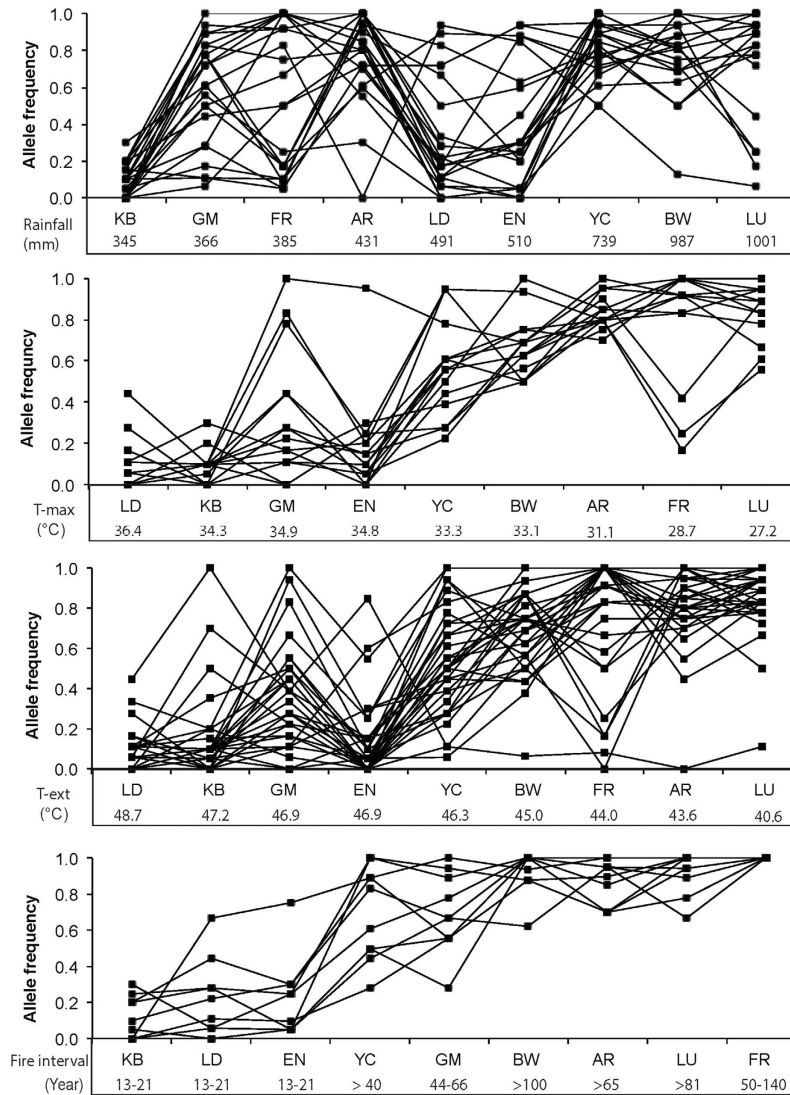 Allele frequency
1.0
0.8
0.6
0.4
0.2
0.0
KB GM FR AR LD EN YC BW LU
Rainfall (mm)
345 366 385 431 491 510 739 987 1001
Allele frequncy
1.0
0.8
0.6
0.4
0.2
0.0
LD KB GM EN YC BW AR FR LU
T-max (°C)
36.4 34.3 34.9 34.8 33.3 33.1 31.1 28.7 27.2
Allele frequency
1.0
0.8
0.6
0.4
0.2
0.0
LD KB GM EN YC BW FR AR LU
T-ext (°C)
48.7 47.2 46.9 46.9 46.3 45.0 44.0 43.6 40.6
Allele frequency
1.0
0.8
0.6
0.4
0.2
0.0
KB LD EN YC GM BW AR LU FR
Fire interval (Year)
13-21 13-21 13-21 > 40 44-66 >100 >65 >81 50-140